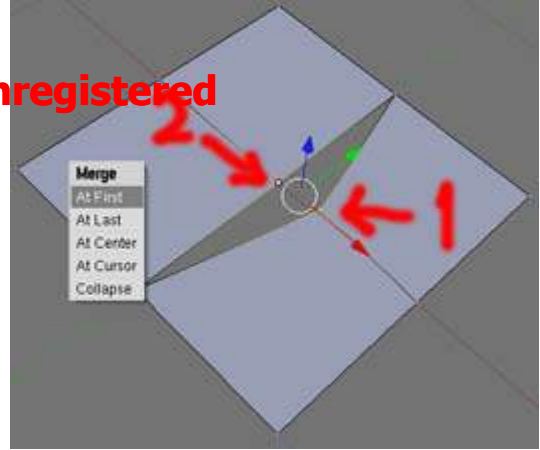 nregistered
2
Merge
At First
At Last
At Center
At Cursor
Collapse
1